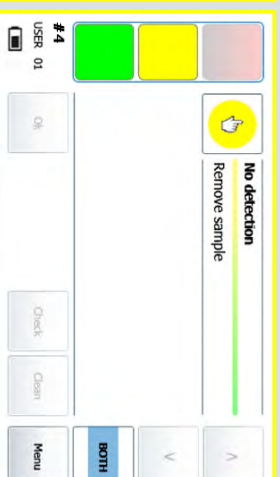 No detection
Remove sample
BOTH
#4
USER 01
Ok
Check
Clean
Menu